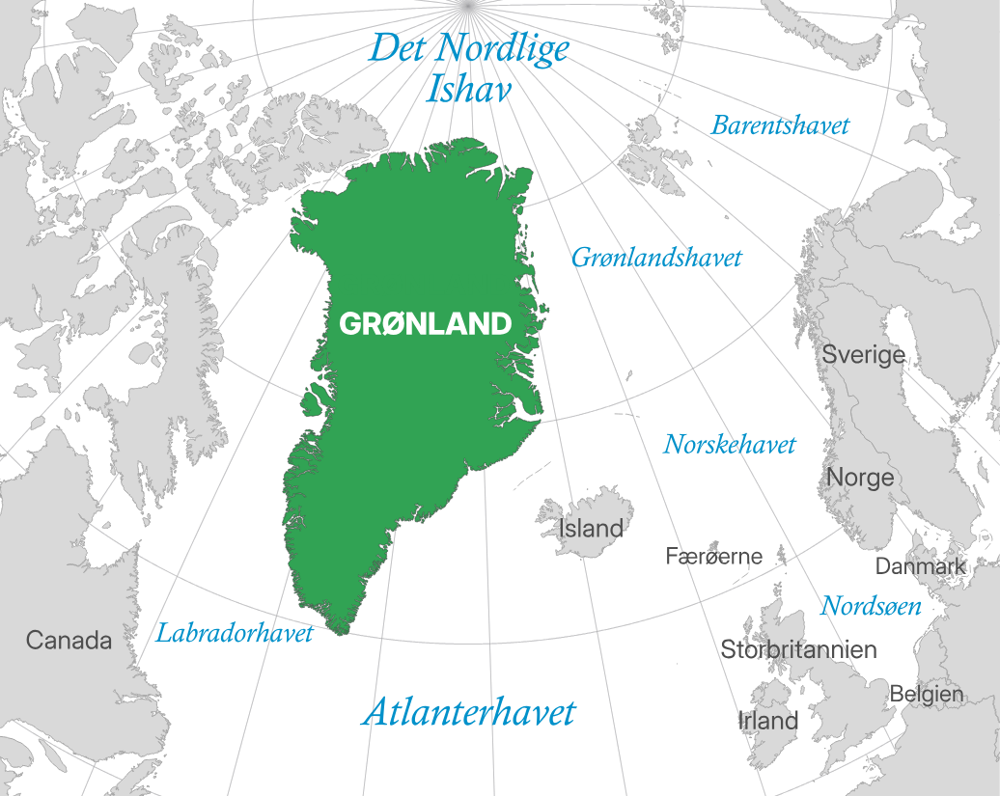 Det Nordlige
Ishav
Barentshavet
Grønlandshavet
GRØNLAND
Sverige
Norskehavet
Norge
Island
Færøerne
Danmark
Nordsøen
Labradorhavet
Canada
Storbritannien
Belgien
Atlanterhavet
Irland